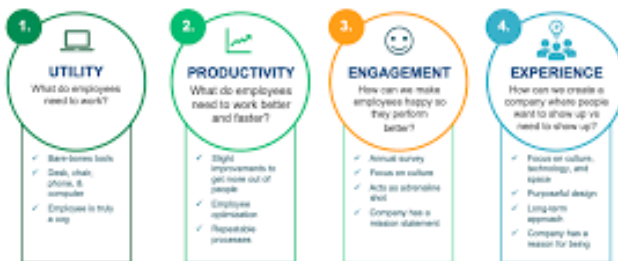 1.
UTILITY
What do employees
need to work?
✓ Bare-bones tools
✓ Desk, chair,
phone, &
computer
✓ Employee is truly
a cog
2.
PRODUCTIVITY
What do employees
need to work better
and faster?
✓ Slight
improvements to
get more out of
people
✓ Employee
optimization
✓ Repeatable
processes
3.
ENGAGEMENT
How can we make
employees happy so
they perform
better?
✓ Annual survey
✓ Focus on culture
✓ Acts as adrenaline
shot
✓ Company has a
mission statement
4.
EXPERIENCE
How can we create a
company where people
want to show up vs
need to show up?
✓ Focus on culture,
technology, and
space
✓ Purposeful design
✓ Long-term
approach
✓ Company has a
reason for being